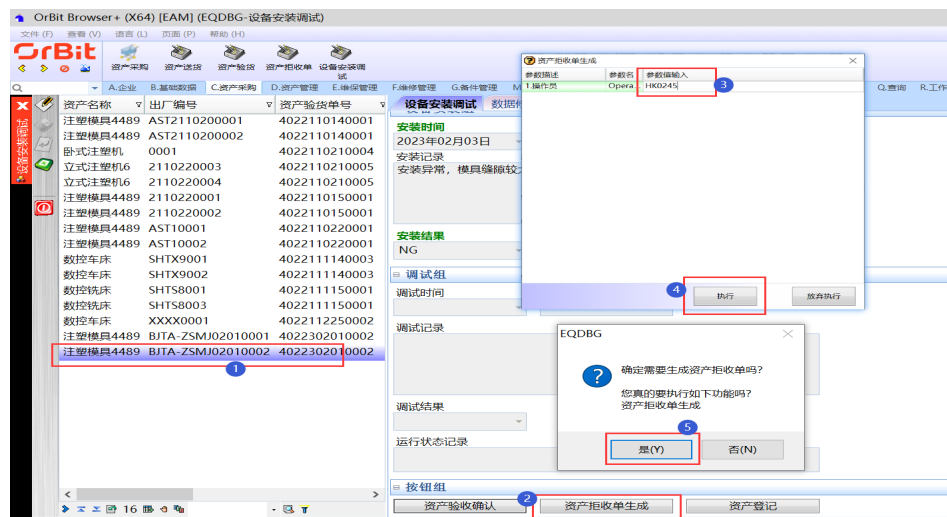 OrBit Browser+ (X64) [EAM] (EQDBG-设备安装调试)
文件 (F) 查看 (V) 语言 (L) 页面 (P) 帮助 (H)
OrBit
资产采购 资产送货 资产验货 资产拒收单 设备安装调试
A.企业 B.基础数据 C.资产采购 D.资产管理 E.维保管理 F.维修管理 G.备件管理 Q.查询 R.工作
设备安装调试
资产名称 出厂编号 资产验货单号
注塑模具4489 AST2110200001 4022110140001
注塑模具4489 AST2110200002 4022110140001
卧式注塑机 0001 4022110210004
立式注塑机6 2110220003 4022110210005
立式注塑机6 2110220004 4022110210005
注塑模具4489 2110220001 4022110150001
注塑模具4489 2110220002 4022110150001
注塑模具4489 AST10001 4022110220001
注塑模具4489 AST10002 4022110220001
数控车床 SHTX9001 4022111140003
数控车床 SHTX9002 4022111140003
数控铣床 SHTS8001 4022111150001
数控铣床 SHTS8003 4022111150001
数控车床 XXXX0001 4022112250002
注塑模具4489 BJTA-ZSMJ02010001 4022302010002
注塑模具4489 BJTA-ZSMJ02010002 4022302010002
1
16
设备安装调试
安装时间
2023年02月03日
安装记录
安装异常，模具缝隙较
安装结果
NG
调试组
调试时间
调试记录
调试结果
运行状态记录
按钮组
资产验收确认 2 资产拒收单生成 资产登记
资产拒收单生成
参数描述 参数名 参数值输入
1.操作员 Opera... HK0245 3
4 执行 放弃执行
EQDBG
确定需要生成资产拒收单吗?
您真的要执行如下功能吗?
资产拒收单生成
5
是(Y) 否(N)